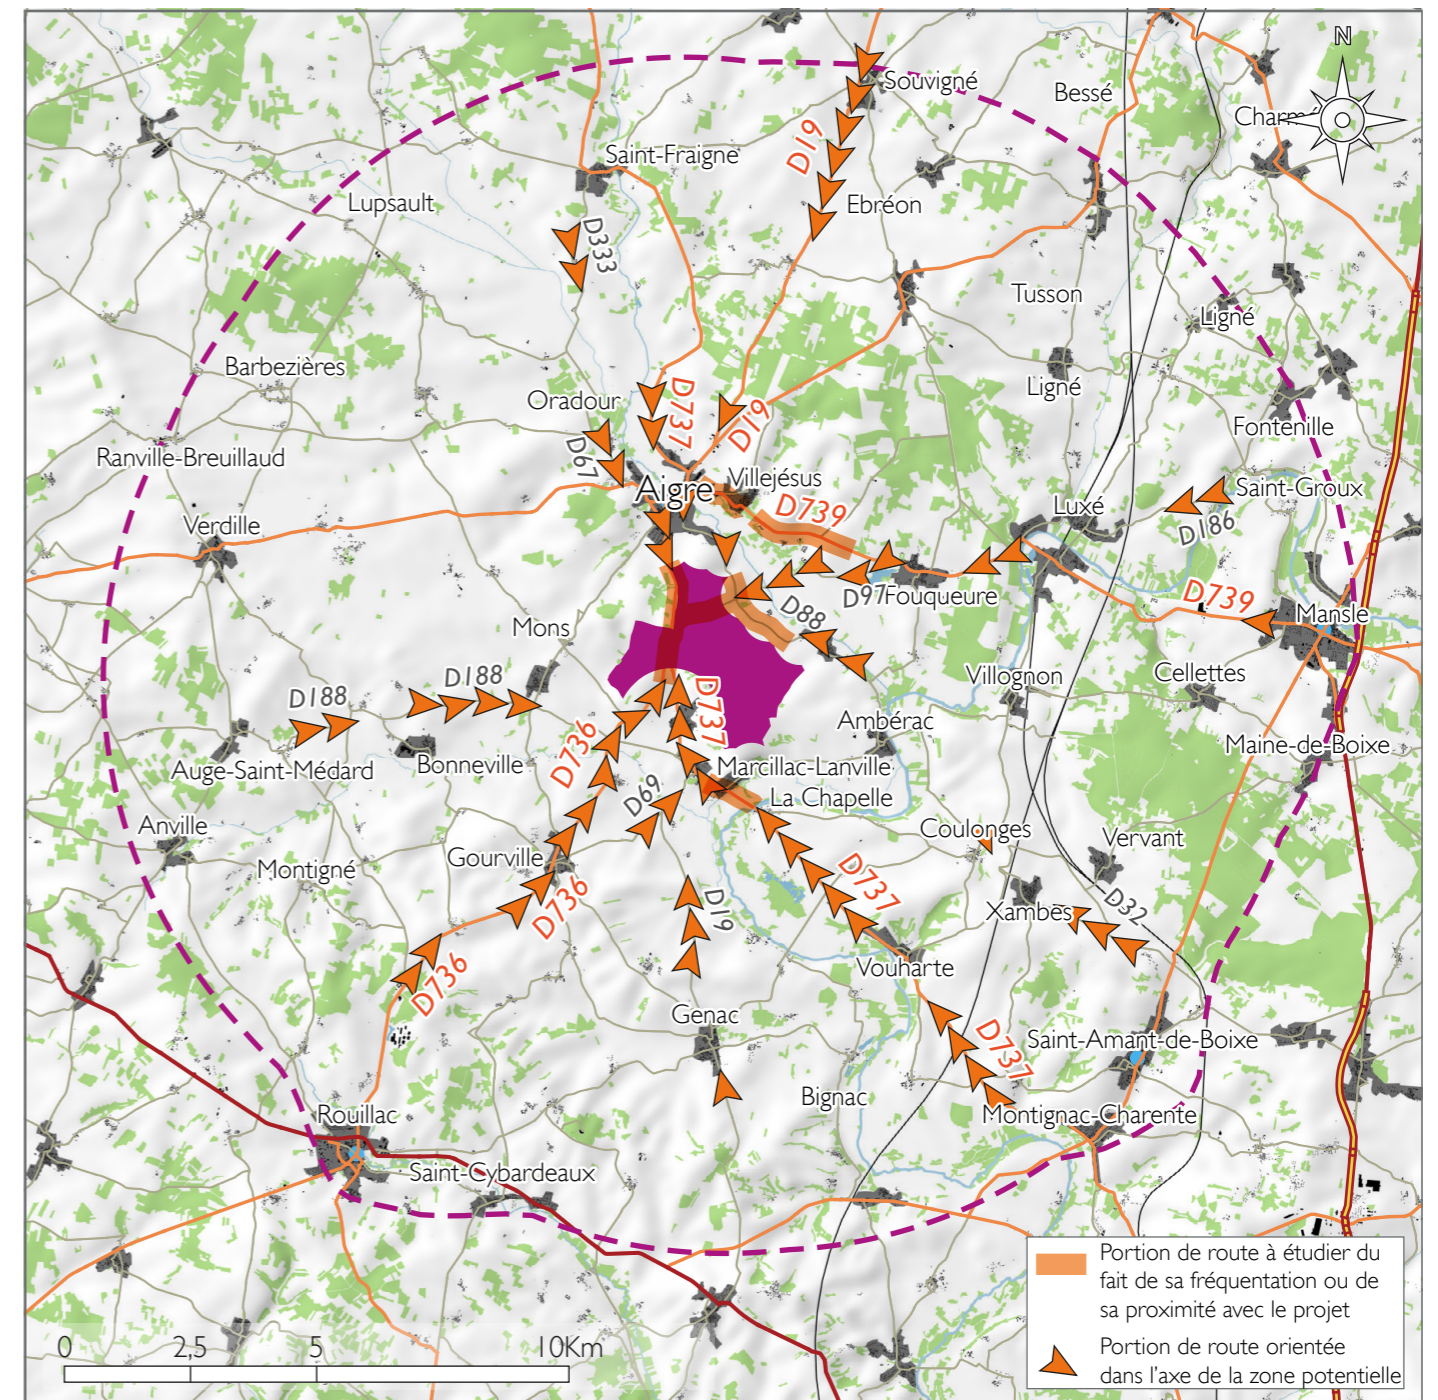 N
Souvigné
Bessé
Charmé
D19
Saint-Fraigne
Lupsault
Ebréon
D333
Tusson
Ligné
Barbezières
Ligné
Oradour
D737
D19
Fontenille
D67
Ranville-Breuillaud
Villejésus
Aigre
Saint-Groux
D739
Luxé
Verdille
D186
D97
Fouqueure
D739
D88
Mansle
Mons
Villognon
Cellettes
D188
D188
D737
Ambérac
D736
Maine-de-Boixe
Auge-Saint-Médard
Bonneville
Marcillac-Lanville
D69
La Chapelle
Anville
Coulonges
Vervant
Gourville
Montigné
D737
D736
D19
Xambes
D32
Vouharte
D736
Genac
D737
Saint-Amant-de-Boixe
Bignac
Rouillac
Montignac-Charente
Saint-Cybardeaux
Portion de route à étudier du
fait de sa fréquentation ou de
sa proximité avec le projet
Portion de route orientée
dans l'axe de la zone potentielle
0 2,5 5 10Km